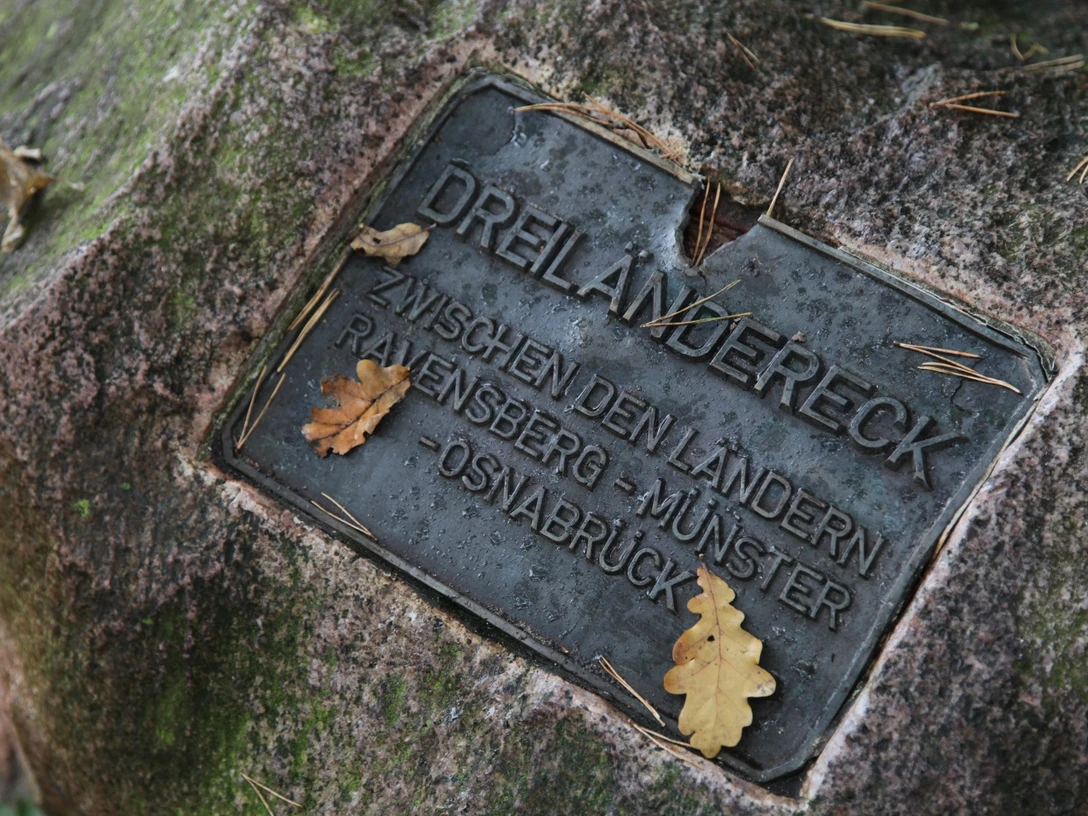 DREILÄNDERECK
ZWISCHEN DEN LÄNDERN
RAVENSBERG - MÜNSTER
- OSNABRÜCK